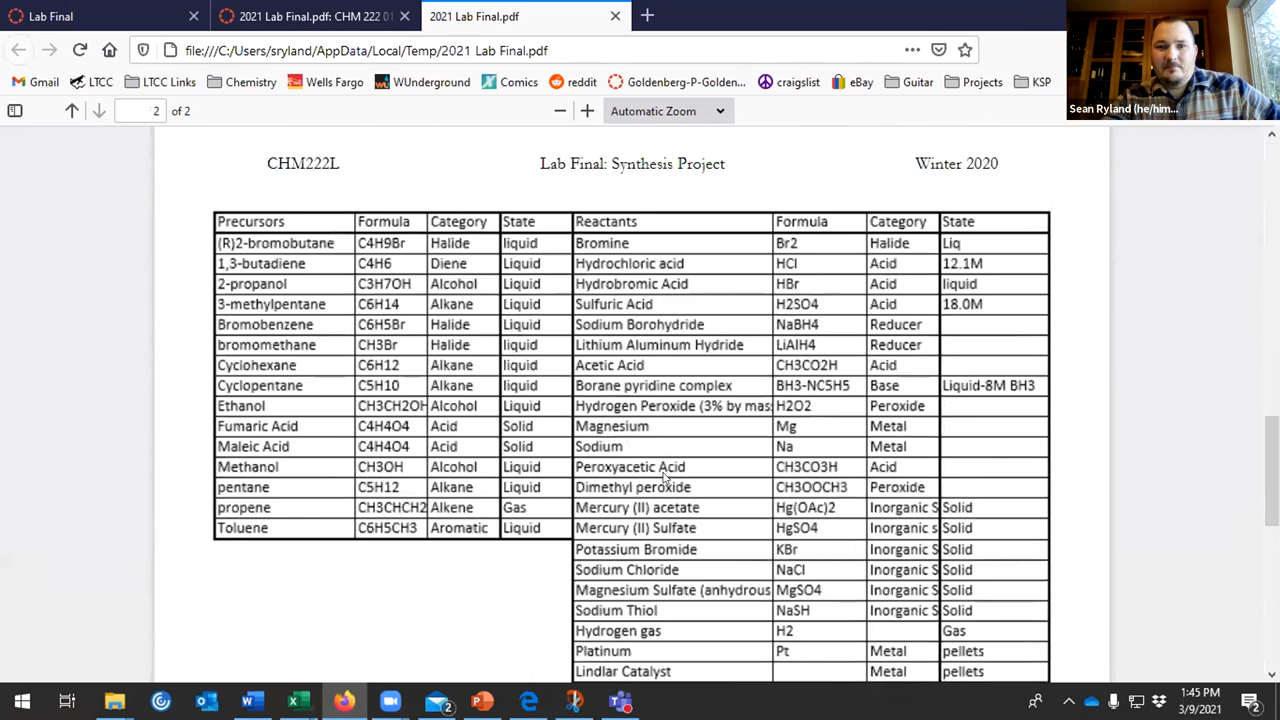 Lab Final
2021 Lab Final.pdf: CHM 222 01
2021 Lab Final.pdf
file:///C:/Users/sryland/AppData/Local/Temp/2021 Lab Final.pdf
Gmail LTCC LTCC Links Chemistry Wells Fargo WUnderground Comics reddit Goldenberg-P-Golden... craigslist eBay Guitar Projects KSP
Sean Ryland (he/him...
2 of 2 Automatic Zoom
CHM222L Lab Final: Synthesis Project Winter 2020
Precursors Formula Category State Reactants Formula Category State
(R)2-bromobutane C4H9Br Halide liquid Bromine Br2 Halide Liq
1,3-butadiene C4H6 Diene Liquid Hydrochloric acid HCl Acid 12.1M
2-propanol C3H7OH Alcohol Liquid Hydrobromic Acid HBr Acid liquid
3-methylpentane C6H14 Alkane Liquid Sulfuric Acid H2SO4 Acid 18.0M
Bromobenzene C6H5Br Halide Liquid Sodium Borohydride NaBH4 Reducer
bromomethane CH3Br Halide liquid Lithium Aluminum Hydride LiAlH4 Reducer
Cyclohexane C6H12 Alkane liquid Acetic Acid CH3CO2H Acid
Cyclopentane C5H10 Alkane liquid Borane pyridine complex BH3-NC5H5 Base Liquid-8M BH3
Ethanol CH3CH2OH Alcohol Liquid Hydrogen Peroxide (3% by mas H2O2 Peroxide
Fumaric Acid C4H4O4 Acid Solid Magnesium Mg Metal
Maleic Acid C4H4O4 Acid Solid Sodium Na Metal
Methanol CH3OH Alcohol Liquid Peroxyacetic Acid CH3CO3H Acid
pentane C5H12 Alkane Liquid Dimethyl peroxide CH3OOCH3 Peroxide
propene CH3CHCH2 Alkene Gas Mercury (II) acetate Hg(OAc)2 Inorganic S Solid
Toluene C6H5CH3 Aromatic Liquid Mercury (II) Sulfate HgSO4 Inorganic s Solid
Potassium Bromide KBr Inorganic S Solid
Sodium Chloride NaCl Inorganic S Solid
Magnesium Sulfate (anhydrous MgSO4 Inorganic S Solid
Sodium Thiol NaSH Inorganic S Solid
Hydrogen gas H2 Gas
Platinum Pt Metal pellets
Lindlar Catalyst Metal pellets
1:45 PM
3/9/2021